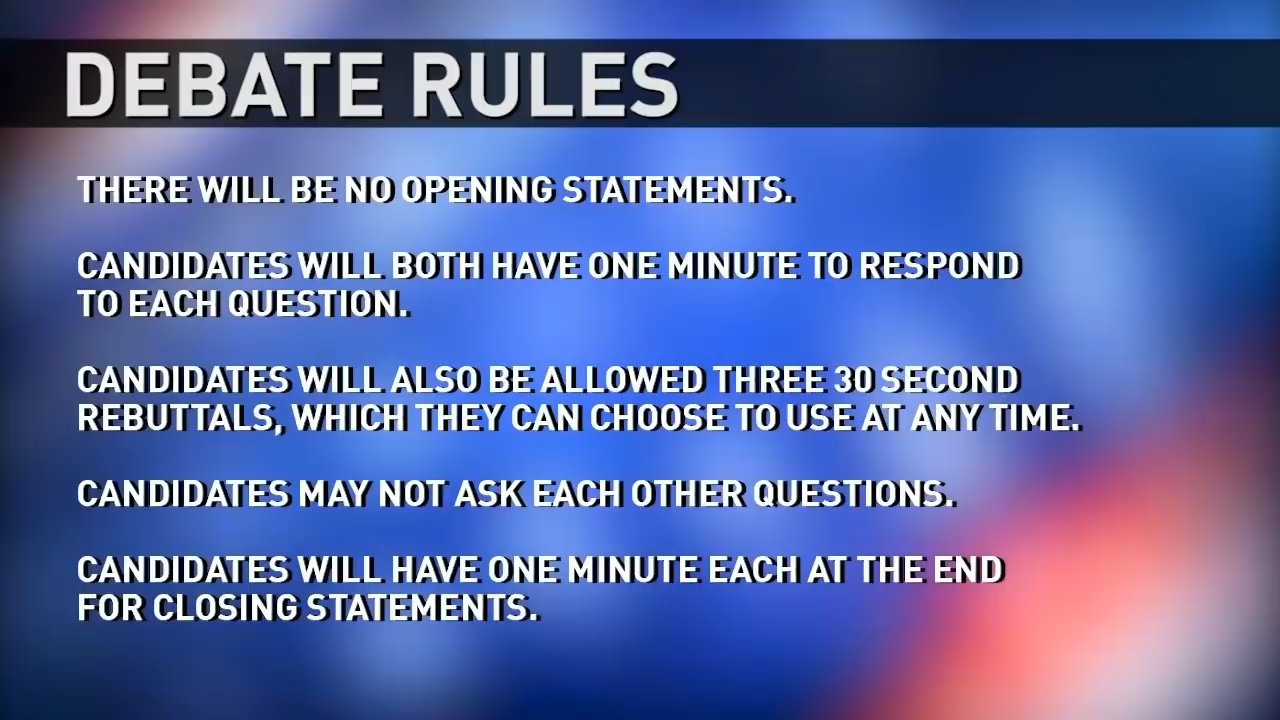 DEBATE RULES
THERE WILL BE NO OPENING STATEMENTS.
CANDIDATES WILL BOTH HAVE ONE MINUTE TO RESPOND
TO EACH QUESTION.
CANDIDATES WILL ALSO BE ALLOWED THREE 30 SECOND
REBUTTALS, WHICH THEY CAN CHOOSE TO USE AT ANY TIME.
CANDIDATES MAY NOT ASK EACH OTHER QUESTIONS.
CANDIDATES WILL HAVE ONE MINUTE EACH AT THE END
FOR CLOSING STATEMENTS.